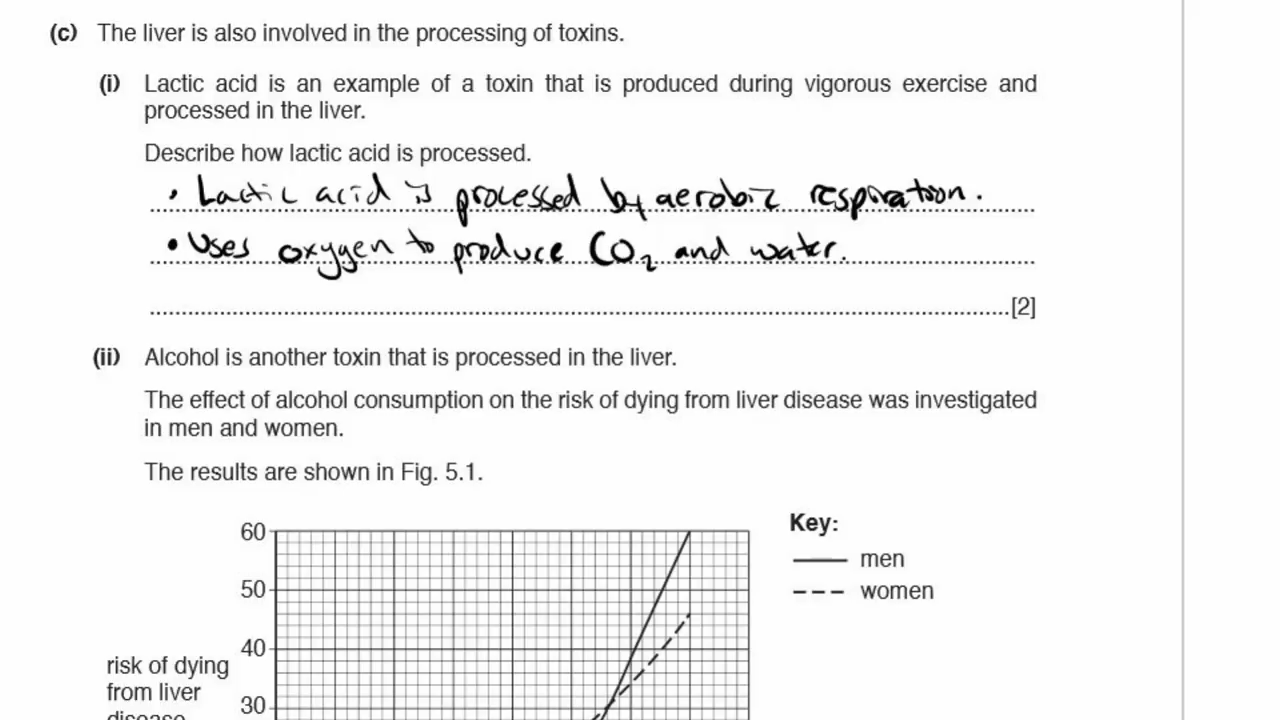 (c) The liver is also involved in the processing of toxins.
(i) Lactic acid is an example of a toxin that is produced during vigorous exercise and
processed in the liver.
Describe how lactic acid is processed.
• Lactic acid is processed by aerobic respiration.
• Uses oxygen to produce CO₂ and water.
[2]
(ii) Alcohol is another toxin that is processed in the liver.
The effect of alcohol consumption on the risk of dying from liver disease was investigated
in men and women.
The results are shown in Fig. 5.1.
60
Key:
men
50
women
40
risk of dying
from liver
30
disease